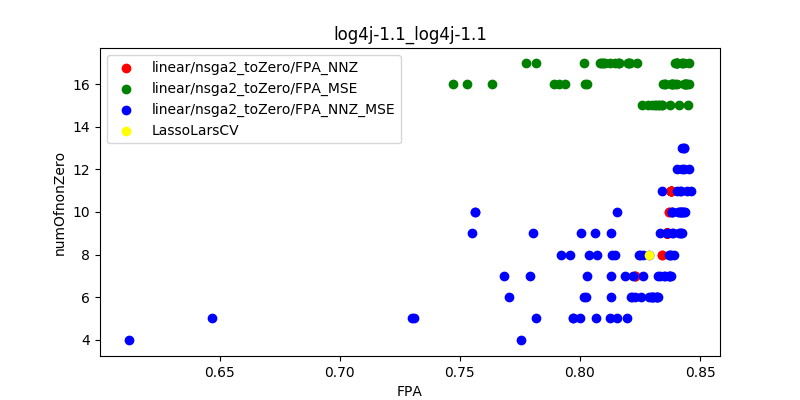 log4j-1.1_log4j-1.1
linear/nsga2_toZero/FPA_NNZ
linear/nsga2_toZero/FPA_MSE
linear/nsga2_toZero/FPA_NNZ_MSE
LassoLarsCV
numOfnonZero
16
14
12
10
8
6
4
0.65 0.70 0.75 0.80 0.85
FPA